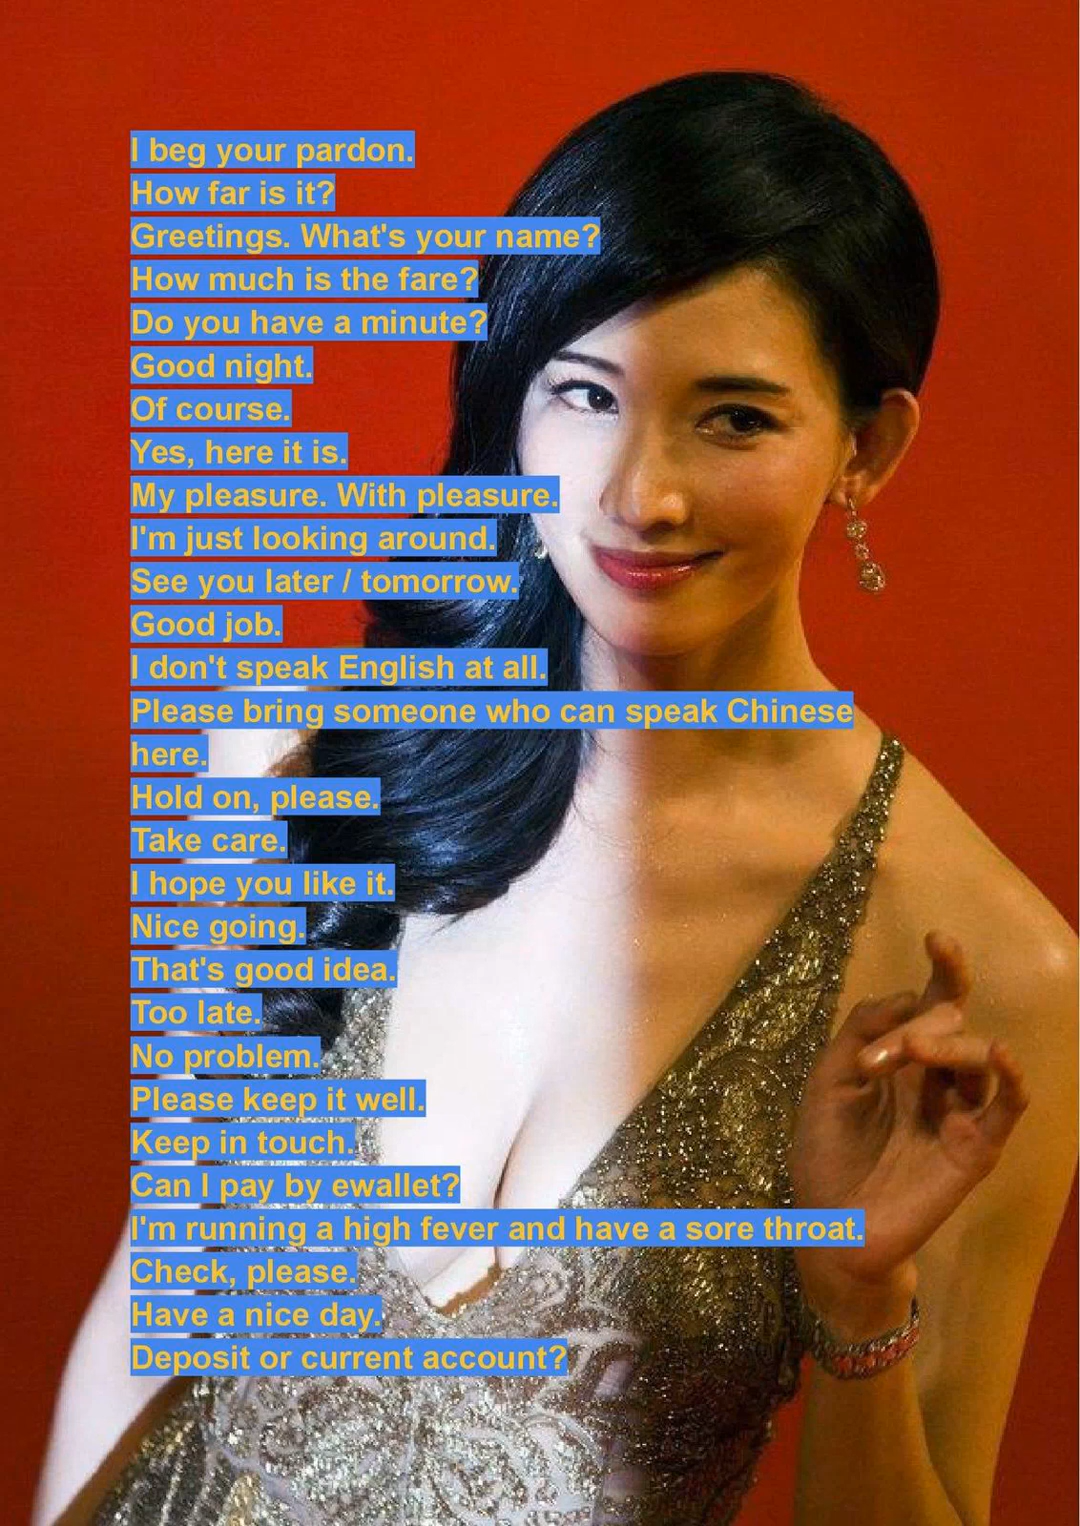 I beg your pardon.
How far is it?
Greetings. What's your name?
How much is the fare?
Do you have a minute?
Good night.
Of course.
Yes, here it is.
My pleasure. With pleasure.
I'm just looking around.
See you later / tomorrow.
Good job.
I don't speak English at all.
Please bring someone who can speak Chinese
here.
Hold on, please.
Take care.
I hope you like it.
Nice going.
That's good idea.
Too late.
No problem.
Please keep it well.
Keep in touch.
Can I pay by ewallet?
I'm running a high fever and have a sore throat.
Check, please.
Have a nice day.
Deposit or current account?